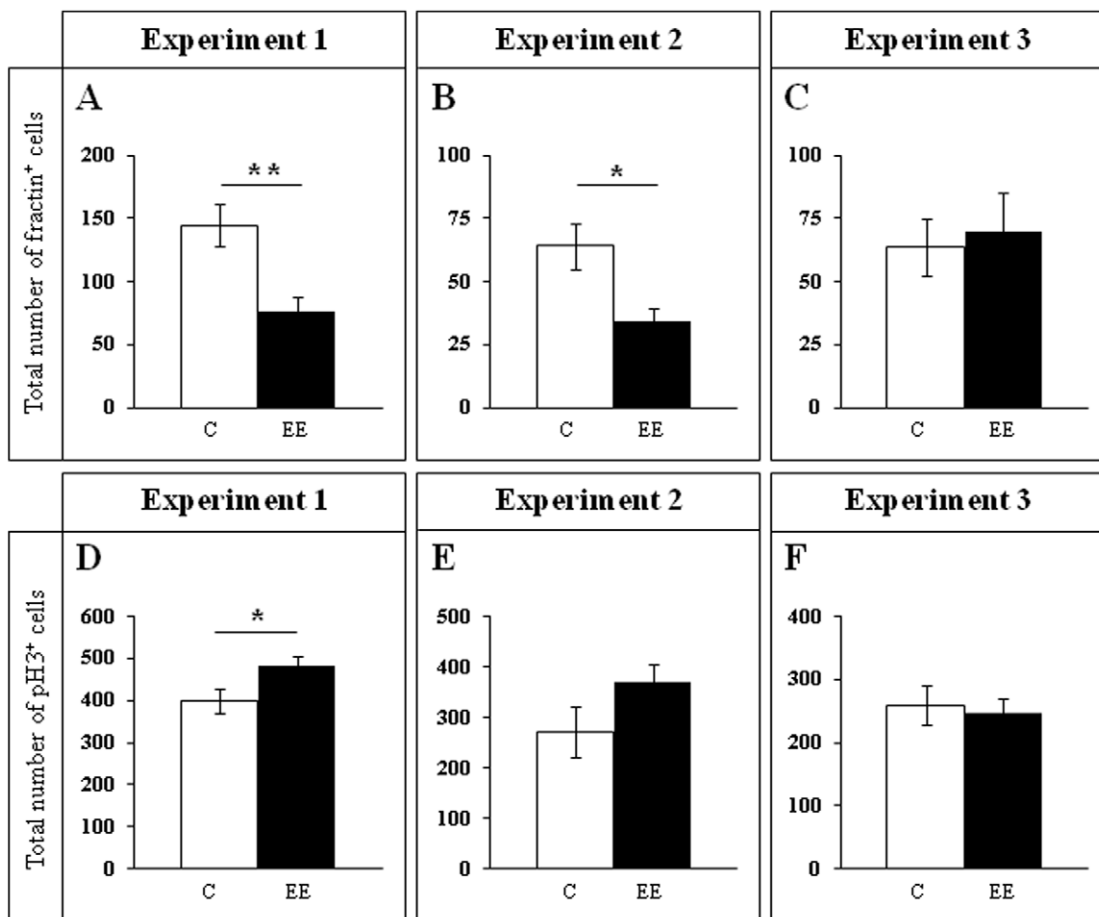 Experiment 1
Experiment 2
Experiment 3
Total number of fractin⁺ cells
A
200
150
100
50
0
**
C
EE
B
100
75
50
25
0
*
C
EE
C
100
75
50
25
0
C
EE
Experiment 1
Experiment 2
Experiment 3
Total number of pH3⁺ cells
D
600
500
400
300
200
100
0
*
C
EE
E
500
400
300
200
100
0
C
EE
F
400
300
200
100
0
C
EE